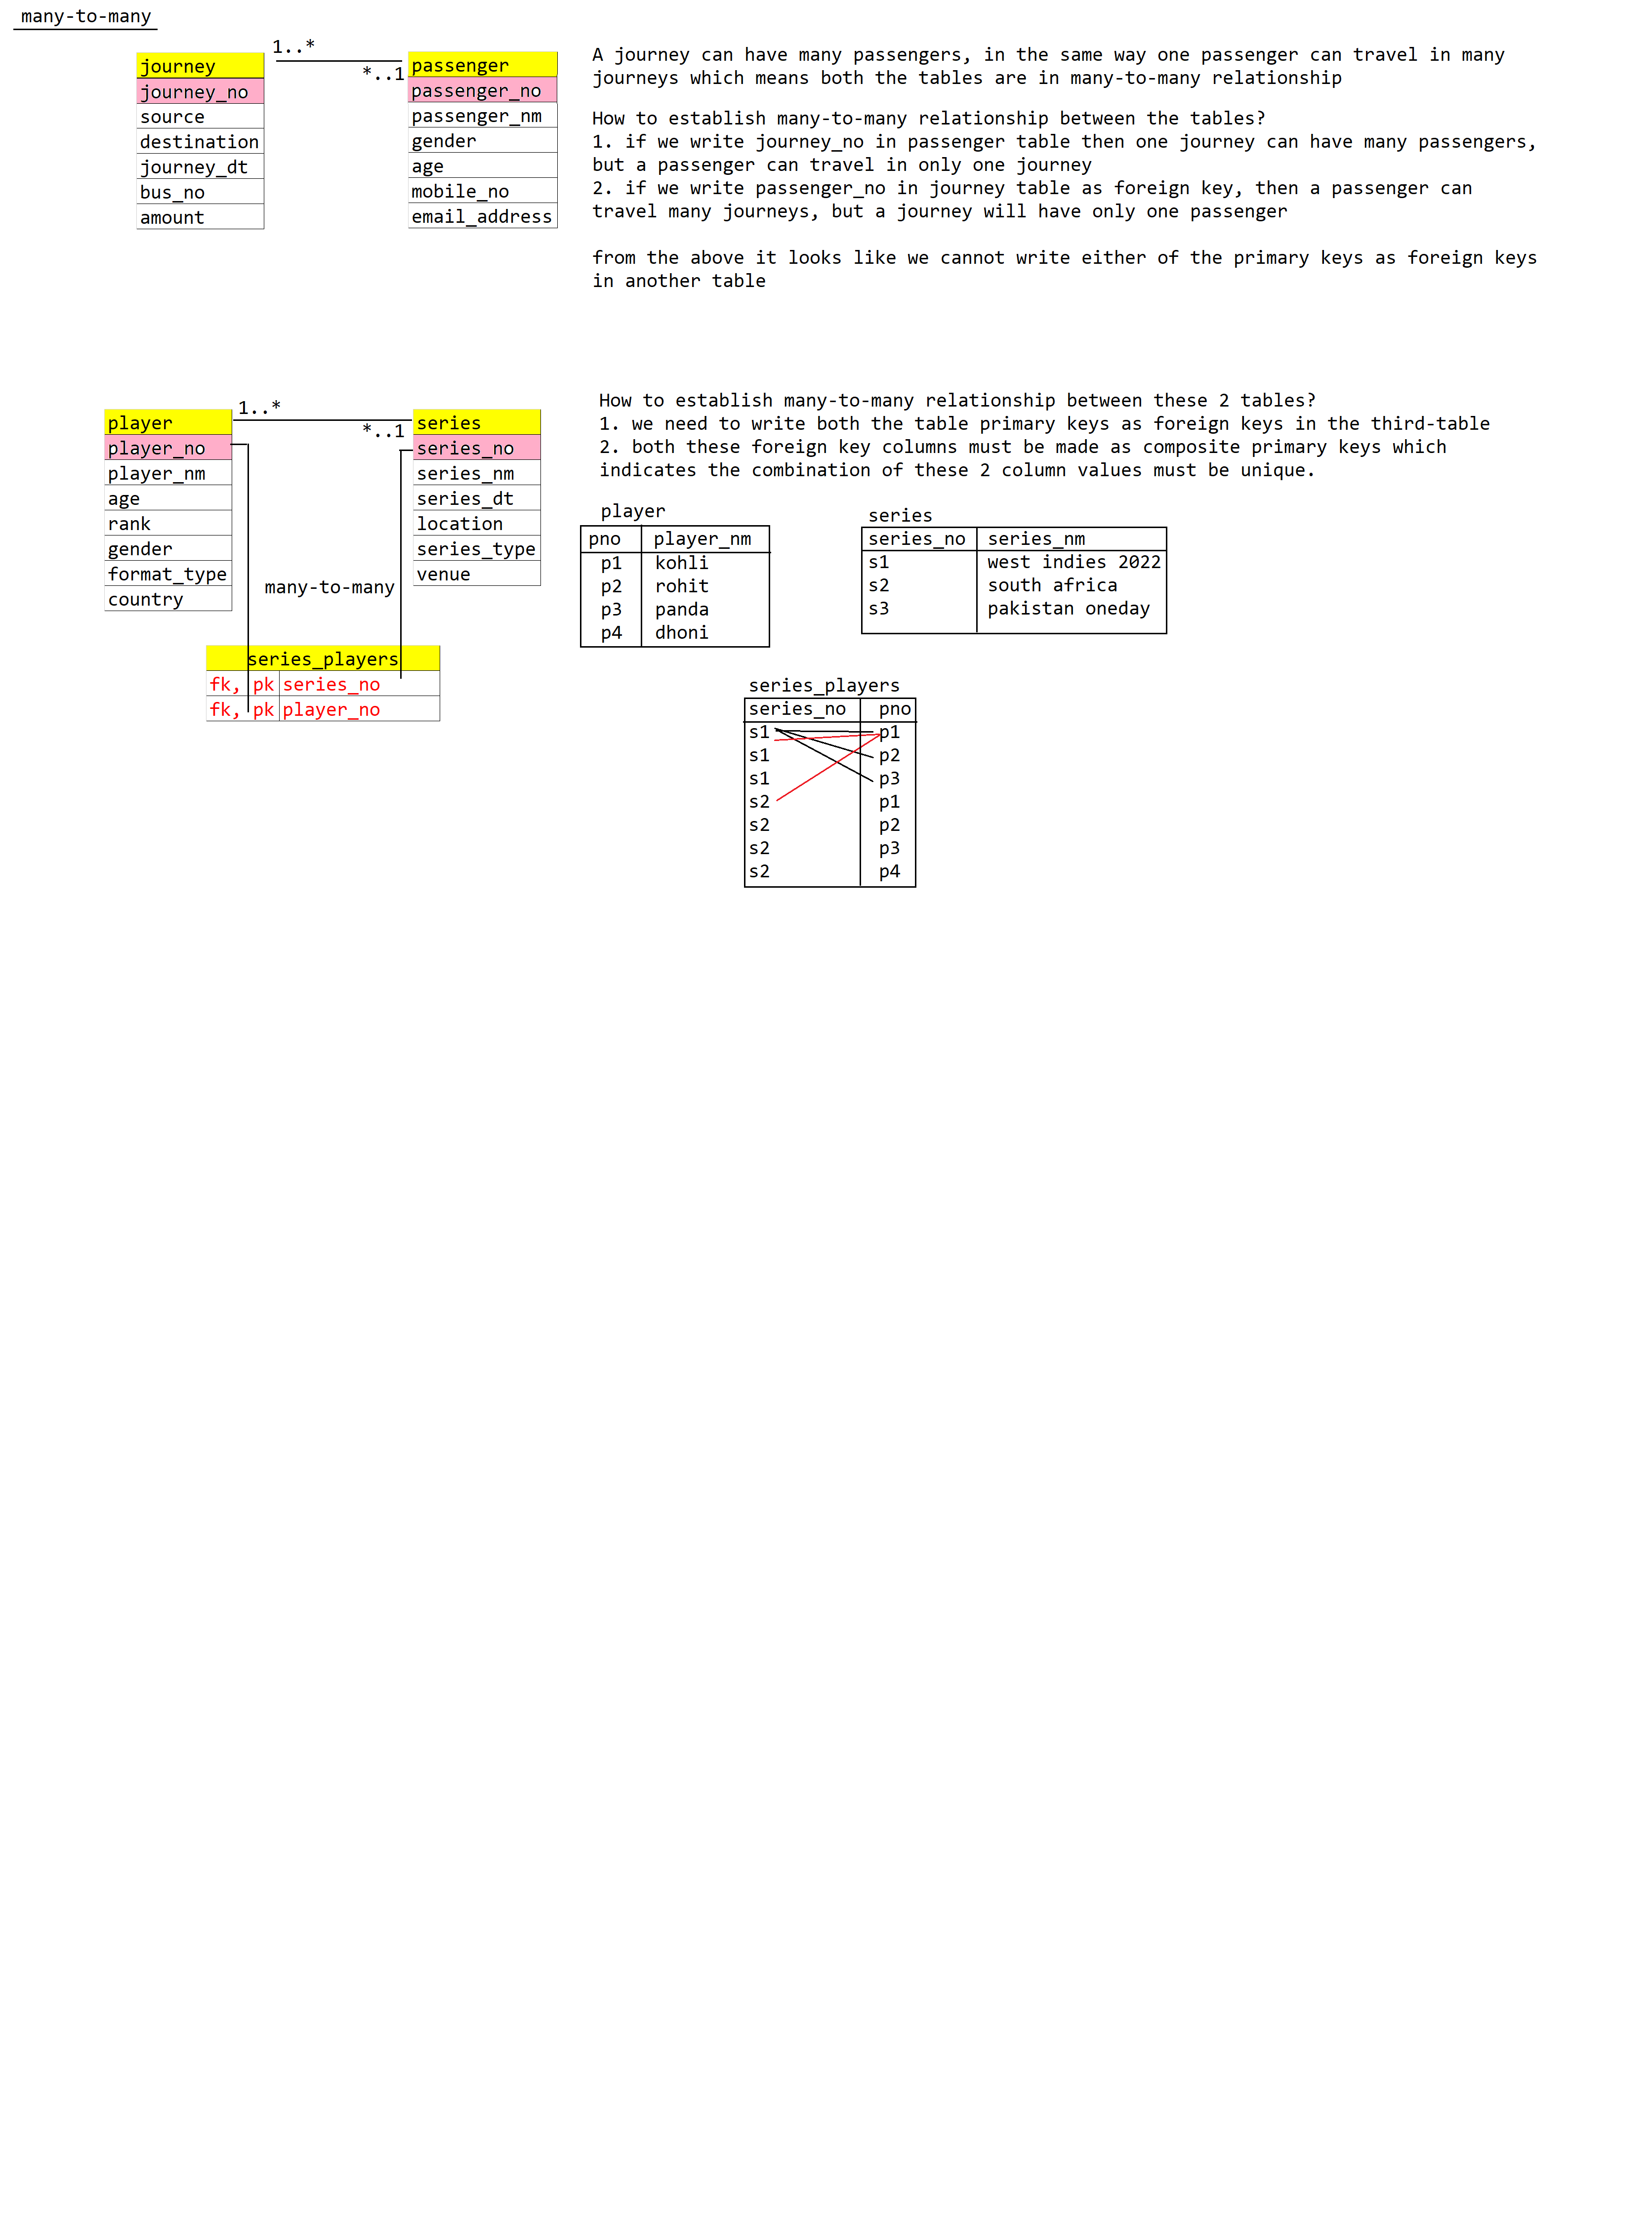 many-to-many
1..*
*..1
journey
journey_no
source
destination
journey_dt
bus_no
amount
passenger
passenger_no
passenger_nm
gender
age
mobile_no
email_address
A journey can have many passengers, in the same way one passenger can travel in many
journeys which means both the tables are in many-to-many relationship
How to establish many-to-many relationship between the tables?
1. if we write journey_no in passenger table then one journey can have many passengers,
but a passenger can travel in only one journey
2. if we write passenger_no in journey table as foreign key, then a passenger can
travel many journeys, but a journey will have only one passenger
from the above it looks like we cannot write either of the primary keys as foreign keys
in another table
1..*
*..1
player
player_no
player_nm
age
rank
gender
format_type
country
series
series_no
series_nm
series_dt
location
series_type
venue
many-to-many
series_players
fk, pk series_no
fk, pk player_no
How to establish many-to-many relationship between these 2 tables?
1. we need to write both the table primary keys as foreign keys in the third-table
2. both these foreign key columns must be made as composite primary keys which
indicates the combination of these 2 column values must be unique.
player
pno player_nm
p1 kohli
p2 rohit
p3 panda
p4 dhoni
series
series_no series_nm
s1 west indies 2022
s2 south africa
s3 pakistan oneday
series_players
series_no pno
s1 p1
s1 p2
s1 p3
s2 p1
s2 p2
s2 p3
s2 p4